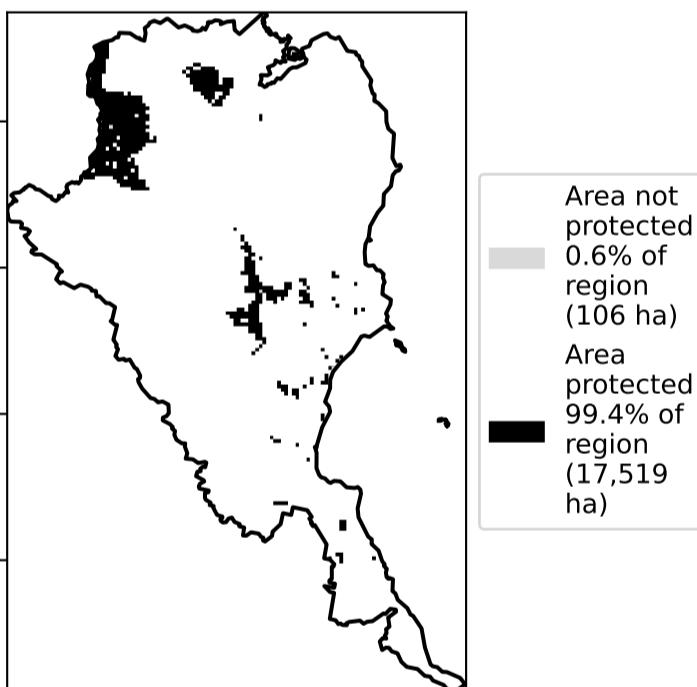 Area not
protected
0.6% of
region
(106 ha)
Area
protected
99.4% of
region
(17,519
ha)